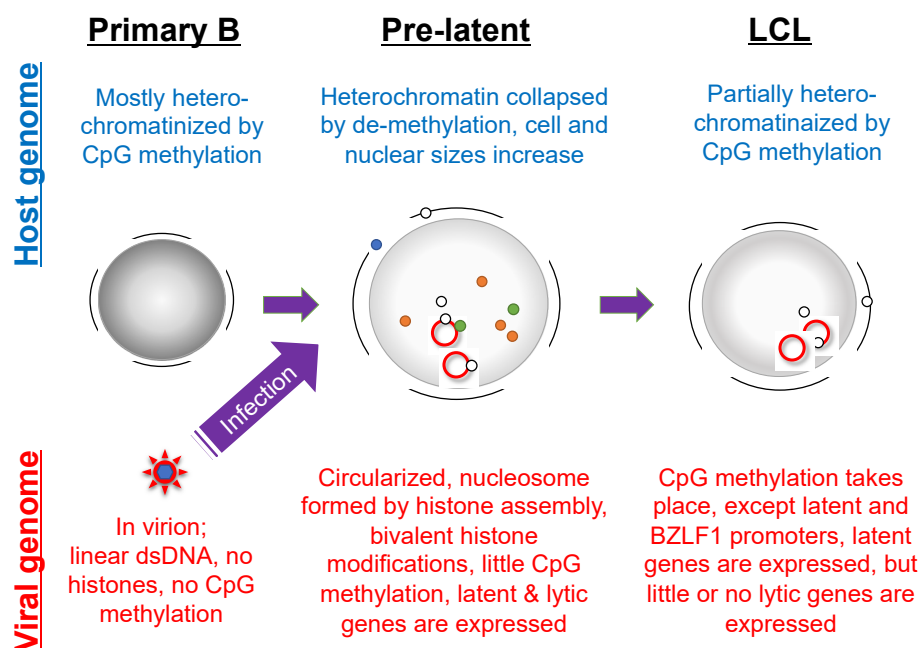 Primary B
Pre-latent
LCL
Host genome
Mostly hetero-
chromatinized by
CpG methylation
Heterochromatin collapsed
by de-methylation, cell and
nuclear sizes increase
Partially hetero-
chromatinaized by
CpG methylation
Infection
Viral genome
In virion;
linear dsDNA, no
histones, no CpG
methylation
Circularized, nucleosome
formed by histone assembly,
bivalent histone
modifications, little CpG
methylation, latent & lytic
genes are expressed
CpG methylation takes
place, except latent and
BZLF1 promoters, latent
genes are expressed, but
little or no lytic genes are
expressed